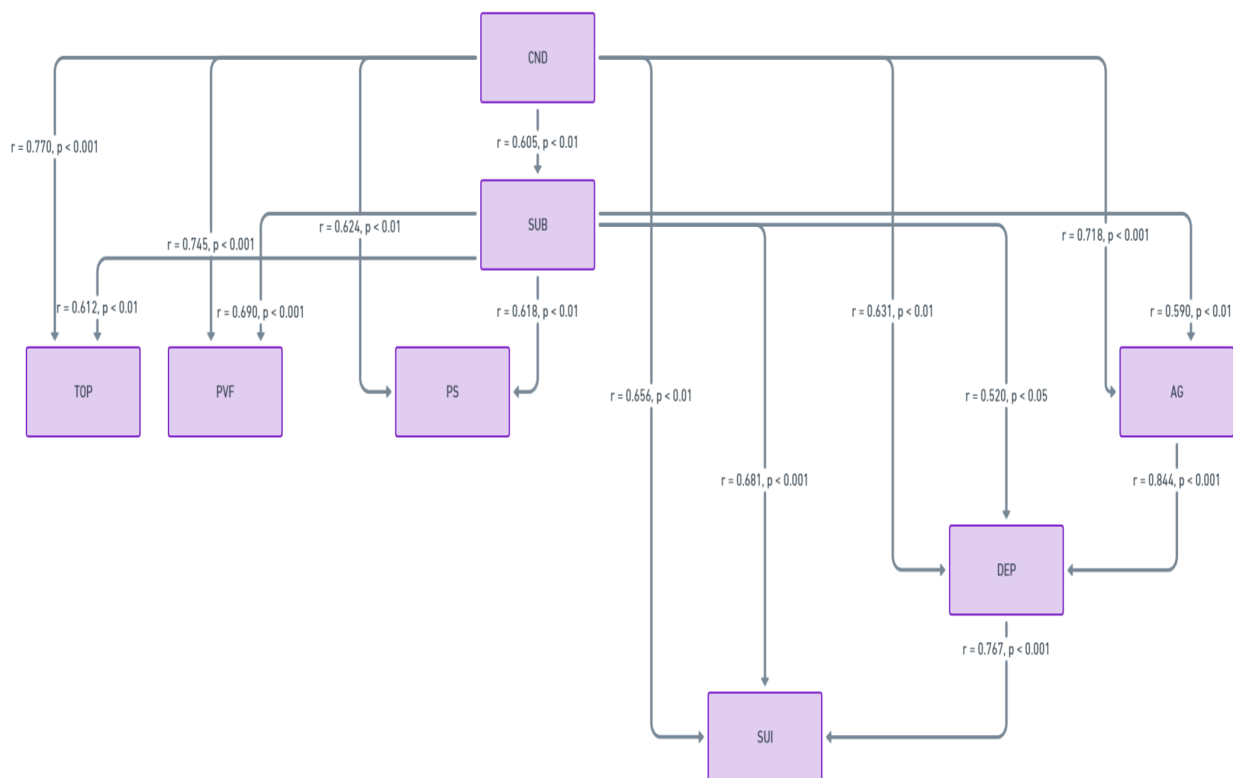 CND
r = 0.770, p < 0.001
r = 0.605, p < 0.01
SUB
r = 0.624, p < 0.01
r = 0.718, p < 0.001
r = 0.745, p < 0.001
r = 0.612, p < 0.01
r = 0.690, p < 0.001
r = 0.618, p < 0.01
r = 0.631, p < 0.01
r = 0.590, p < 0.01
TOP
PVF
PS
r = 0.656, p < 0.01
r = 0.520, p < 0.05
AG
r = 0.681, p < 0.001
r = 0.844, p < 0.001
DEP
r = 0.767, p < 0.001
SUI